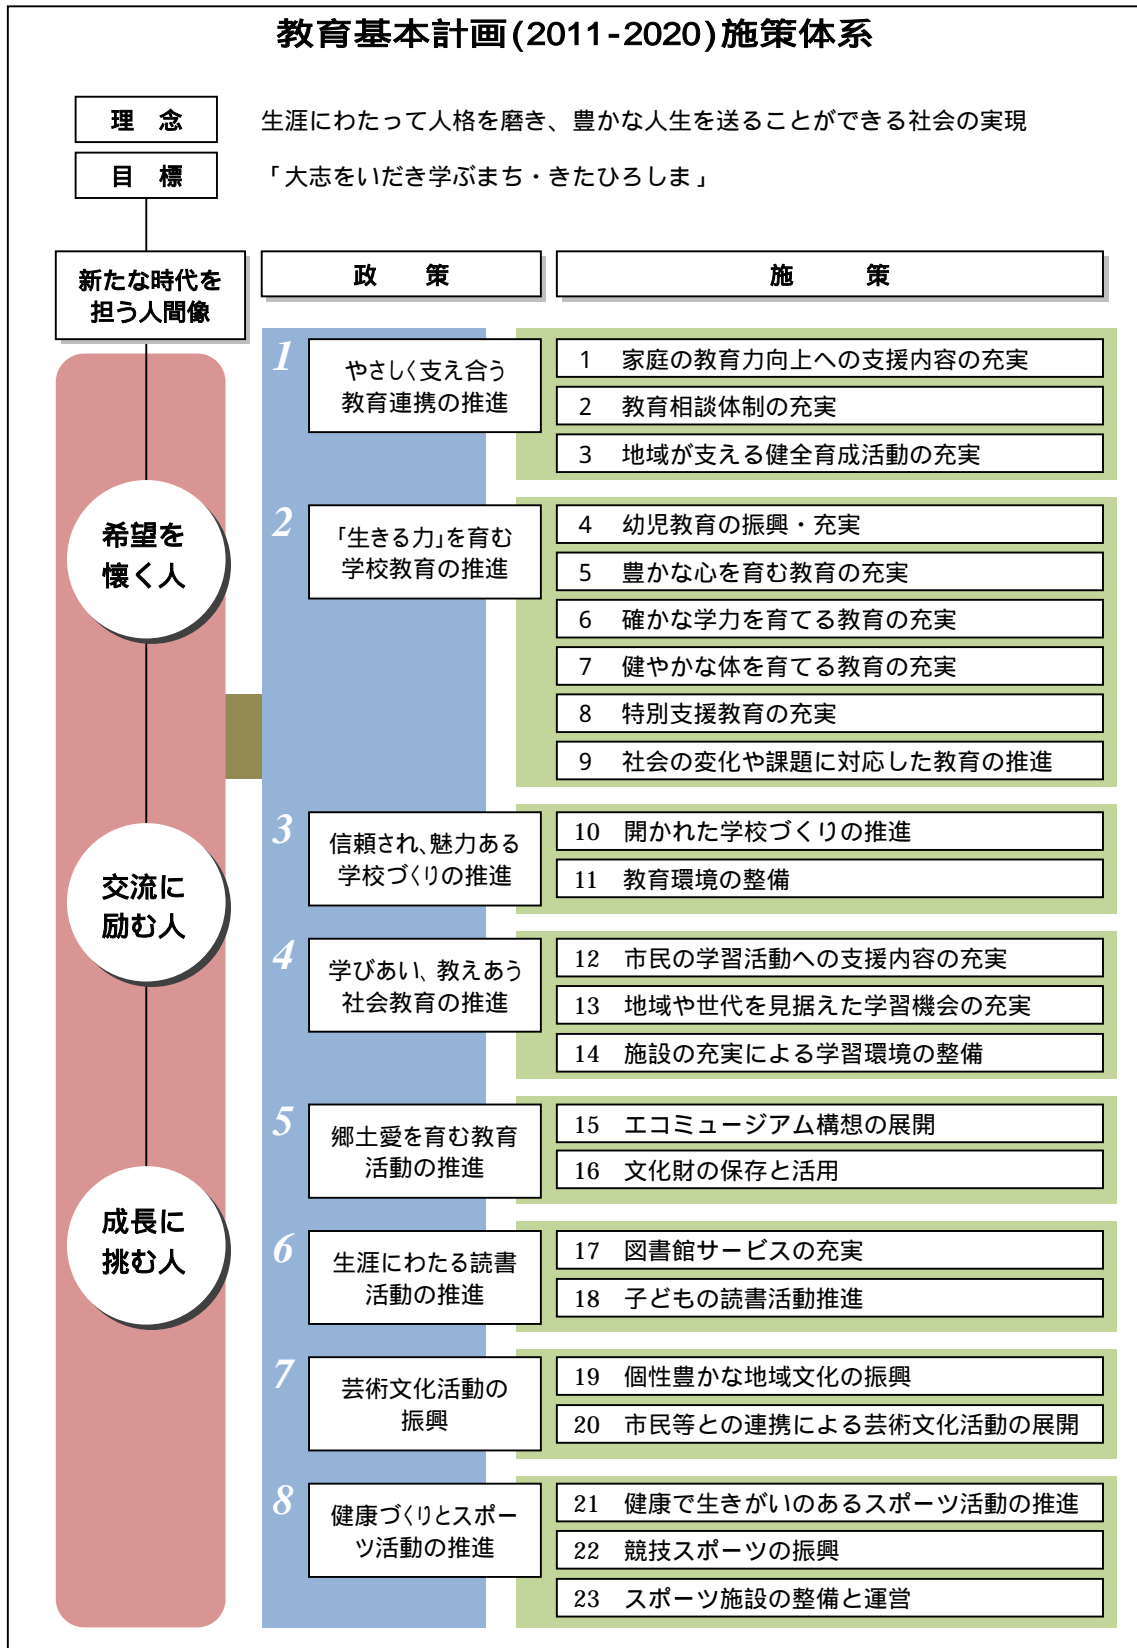 教育基本計画(2011-2020)施策体系
理　念
生涯にわたって人格を磨き、豊かな人生を送ることができる社会の実現
目　標
「大志をいだき学ぶまち・きたひろしま」
新たな時代を
担う人間像
政　策
施　策
希望を
懐く人
交流に
励む人
成長に
挑む人
1
やさしく支え合う
教育連携の推進
1　家庭の教育力向上への支援内容の充実
2　教育相談体制の充実
3　地域が支える健全育成活動の充実
2
「生きる力」を育む
学校教育の推進
4　幼児教育の振興・充実
5　豊かな心を育む教育の充実
6　確かな学力を育てる教育の充実
7　健やかな体を育てる教育の充実
8　特別支援教育の充実
9　社会の変化や課題に対応した教育の推進
3
信頼され、魅力ある
学校づくりの推進
10　開かれた学校づくりの推進
11　教育環境の整備
4
学びあい、教えあう
社会教育の推進
12　市民の学習活動への支援内容の充実
13　地域や世代を見据えた学習機会の充実
14　施設の充実による学習環境の整備
5
郷土愛を育む教育
活動の推進
15　エコミュージアム構想の展開
16　文化財の保存と活用
6
生涯にわたる読書
活動の推進
17　図書館サービスの充実
18　子どもの読書活動推進
7
芸術文化活動の
振興
19　個性豊かな地域文化の振興
20　市民等との連携による芸術文化活動の展開
8
健康づくりとスポー
ツ活動の推進
21　健康で生きがいのあるスポーツ活動の推進
22　競技スポーツの振興
23　スポーツ施設の整備と運営